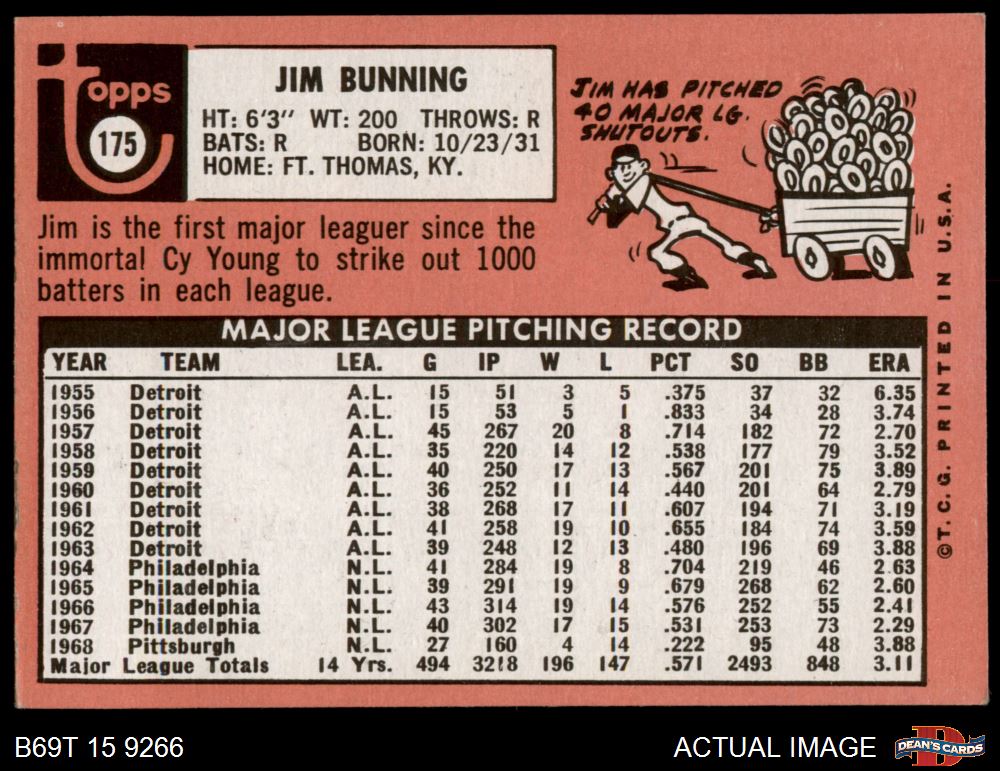 topps
175
JIM BUNNING
HT: 6'3" WT: 200 THROWS: R
BATS: R BORN: 10/23/31
HOME: FT. THOMAS, KY.
JIM HAS PITCHED
40 MAJOR LG.
SHUTOUTS.
Jim is the first major leaguer since the
immortal Cy Young to strike out 1000
batters in each league.
MAJOR LEAGUE PITCHING RECORD
YEAR TEAM LEA. G IP W L PCT SO BB ERA
1955 Detroit A.L. 15 51 3 5 .375 37 32 6.35
1956 Detroit A.L. 15 53 5 1 .833 34 28 3.74
1957 Detroit A.L. 45 267 20 8 .714 182 72 2.70
1958 Detroit A.L. 35 220 14 12 .538 177 79 3.52
1959 Detroit A.L. 40 250 17 13 .567 201 75 3.89
1960 Detroit A.L. 36 252 11 14 .440 201 64 2.79
1961 Detroit A.L. 38 268 17 11 .607 194 71 3.19
1962 Detroit A.L. 41 258 19 10 .655 184 74 3.59
1963 Detroit A.L. 39 248 12 13 .480 196 69 3.88
1964 Philadelphia N.L. 41 284 19 8 .704 219 46 2.63
1965 Philadelphia N.L. 39 291 19 9 .679 268 62 2.60
1966 Philadelphia N.L. 43 314 19 14 .576 252 55 2.41
1967 Philadelphia N.L. 40 302 17 15 .531 253 73 2.29
1968 Pittsburgh N.L. 27 160 4 14 .222 95 48 3.88
Major League Totals 14 Yrs. 494 3218 196 147 .571 2493 848 3.11
©T.C.G. PRINTED IN U.S.A.
B69T 15 9266
ACTUAL IMAGE
DEAN'S CARDS